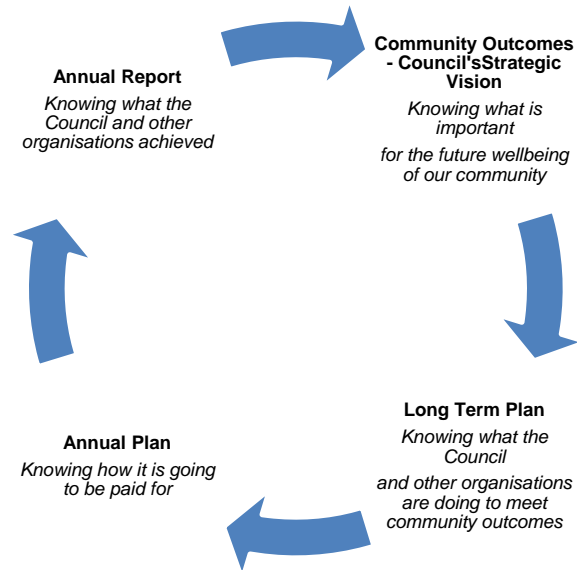 Annual Report
Knowing what the
Council and other
organisations achieved
Community Outcomes
- Council'sStrategic
Vision
Knowing what is
important
for the future wellbeing
of our community
Long Term Plan
Knowing what the
Council
and other organisations
are doing to meet
community outcomes
Annual Plan
Knowing how it is going
to be paid for